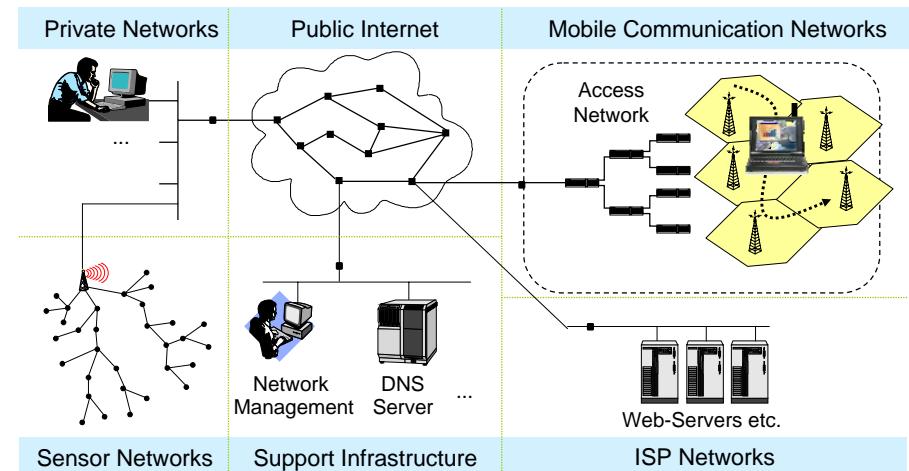 Private Networks
Public Internet
Mobile Communication Networks
Access
Network
...
Network
Management
DNS
Server
...
Web-Servers etc.
Sensor Networks
Support Infrastructure
ISP Networks